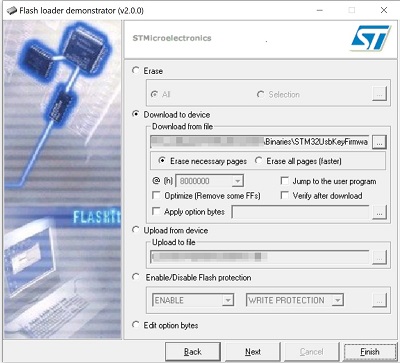 Flash loader demonstrator (v2.0.0)
STMicroelectronics
ST
Erase
All
Selection
...
Download to device
Download from file
\Binaries\STM32UsbKeyFirmwa
...
Erase necessary pages
Erase all pages (faster)
@ (h)
8000000
Jump to the user program
Optimize (Remove some FFs)
Verify after download
Apply option bytes
...
Upload from device
Upload to file
...
Enable/Disable Flash protection
ENABLE
WRITE PROTECTION
...
Edit option bytes
Back
Next
Cancel
Finish